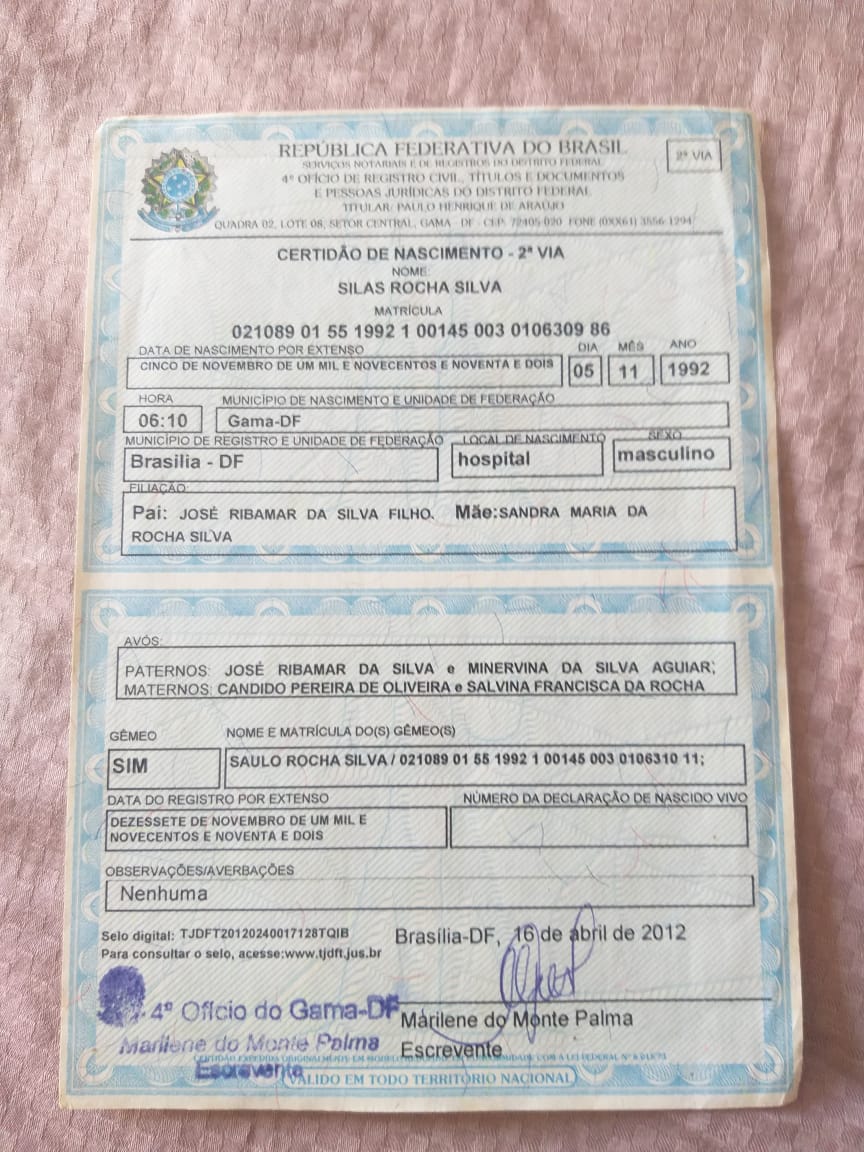 REPÚBLICA FEDERATIVA DO BRASIL
SERVIÇOS NOTARIAIS E DE REGISTROS DO DISTRITO FEDERAL
4º OFÍCIO DE REGISTRO CIVIL, TÍTULOS E DOCUMENTOS
E PESSOAS JURÍDICAS DO DISTRITO FEDERAL
TITULAR: PAULO HENRIQUE DE ARAÚJO
QUADRA 02, LOTE 08, SETOR CENTRAL, GAMA - DF - CEP: 72405-020 FONE (0XX61) 3556-1294
2ª VIA
CERTIDÃO DE NASCIMENTO - 2ª VIA
NOME:
SILAS ROCHA SILVA
MATRÍCULA
021089 01 55 1992 1 00145 003 0106309 86
DATA DE NASCIMENTO POR EXTENSO DIA MÊS ANO
CINCO DE NOVEMBRO DE UM MIL E NOVECENTOS E NOVENTA E DOIS 05 11 1992
HORA MUNICÍPIO DE NASCIMENTO E UNIDADE DE FEDERAÇÃO
06:10 Gama-DF
MUNICÍPIO DE REGISTRO E UNIDADE DE FEDERAÇÃO LOCAL DE NASCIMENTO SEXO
Brasilia - DF hospital masculino
FILIAÇÃO:
Pai: JOSÉ RIBAMAR DA SILVA FILHO. Mãe:SANDRA MARIA DA
ROCHA SILVA
AVÓS:
PATERNOS: JOSÉ RIBAMAR DA SILVA e MINERVINA DA SILVA AGUIAR;
MATERNOS: CANDIDO PEREIRA DE OLIVEIRA e SALVINA FRANCISCA DA ROCHA
GÊMEO NOME E MATRÍCULA DO(S) GÊMEO(S)
SIM SAULO ROCHA SILVA / 021089 01 55 1992 1 00145 003 0106310 11;
DATA DO REGISTRO POR EXTENSO NÚMERO DA DECLARAÇÃO DE NASCIDO VIVO
DEZESSETE DE NOVEMBRO DE UM MIL E
NOVECENTOS E NOVENTA E DOIS
OBSERVAÇÕES/AVERBAÇÕES
Nenhuma
Selo digital: TJDFT20120240017128TQIB
Para consultar o selo, acesse:www.tjdft.jus.br
Brasília-DF, 16 de abril de 2012
4º Ofício do Gama-DF
Marilene do Monte Palma
Escrevente
Marilene do Monte Palma
Escrevente
CERTIDÃO EXPEDIDA ORIGINALMENTE EM
COM A LEI FEDERAL Nº
VÁLIDO EM TODO TERRITÓRIO NACIONAL